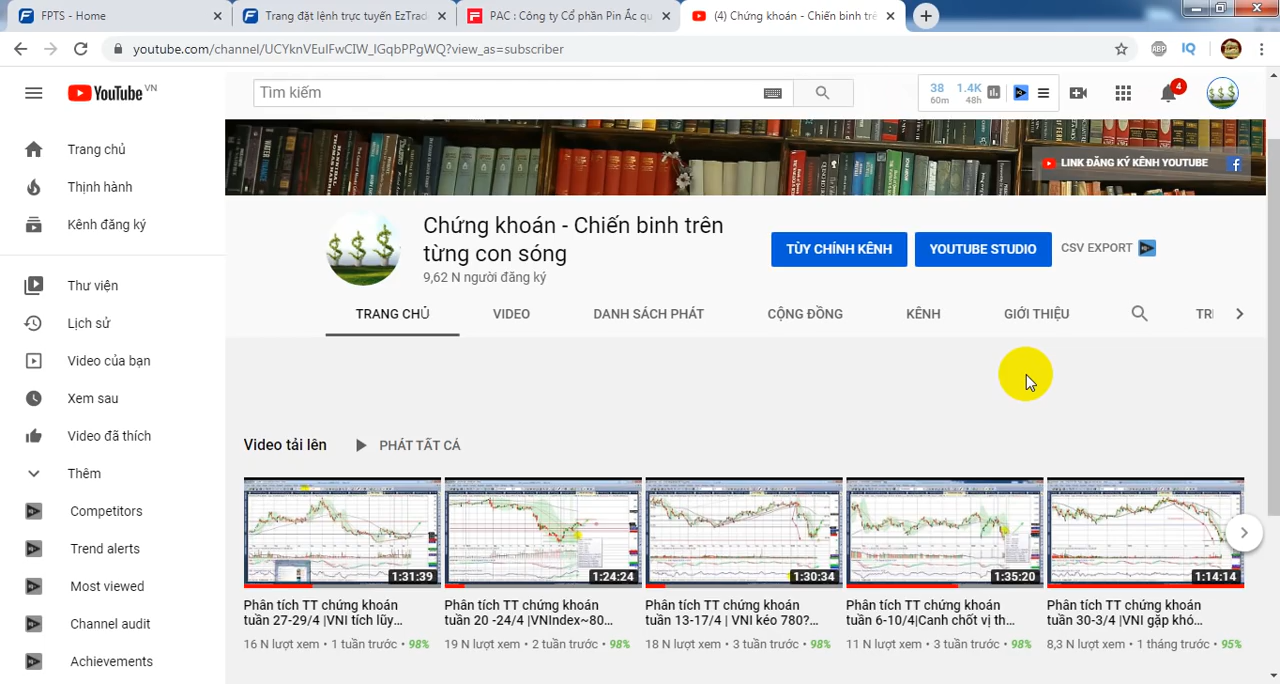 FPTS - Home
Trang đặt lệnh trực tuyến EzTrad
PAC : Công ty Cổ phần Pin Ắc qu
(4) Chứng khoán - Chiến binh trê
youtube.com/channel/UCYknVEulFwCIW_lGqbPPgWQ?view_as=subscriber
ABP
IQ
YouTube VN
Tìm kiếm
38
60m
1.4K
48h
4
Trang chủ
Thịnh hành
Kênh đăng ký
Thư viện
Lịch sử
Video của bạn
Xem sau
Video đã thích
Thêm
Competitors
Trend alerts
Most viewed
Channel audit
Achievements
LINK ĐĂNG KÝ KÊNH YOUTUBE
Chứng khoán - Chiến binh trên
từng con sóng
9,62 N người đăng ký
TÙY CHỈNH KÊNH
YOUTUBE STUDIO
CSV EXPORT
TRANG CHỦ
VIDEO
DANH SÁCH PHÁT
CỘNG ĐỒNG
KÊNH
GIỚI THIỆU
Video tải lên
PHÁT TẤT CẢ
1:31:39
Phân tích TT chứng khoán
tuần 27-29/4 |VNI tích lũy...
16 N lượt xem • 1 tuần trước • 98%
1:24:24
Phân tích TT chứng khoán
tuần 20 -24/4 |VNIndex~80...
19 N lượt xem • 2 tuần trước • 98%
1:30:34
Phân tích TT chứng khoán
tuần 13-17/4 | VNI kéo 780?...
18 N lượt xem • 3 tuần trước • 98%
1:35:20
Phân tích TT chứng khoán
tuần 6-10/4|Canh chốt vị th...
11 N lượt xem • 3 tuần trước • 98%
1:14:14
Phân tích TT chứng khoán
tuần 30-3/4 |VNI gặp khó...
8,3 N lượt xem • 1 tháng trước • 95%